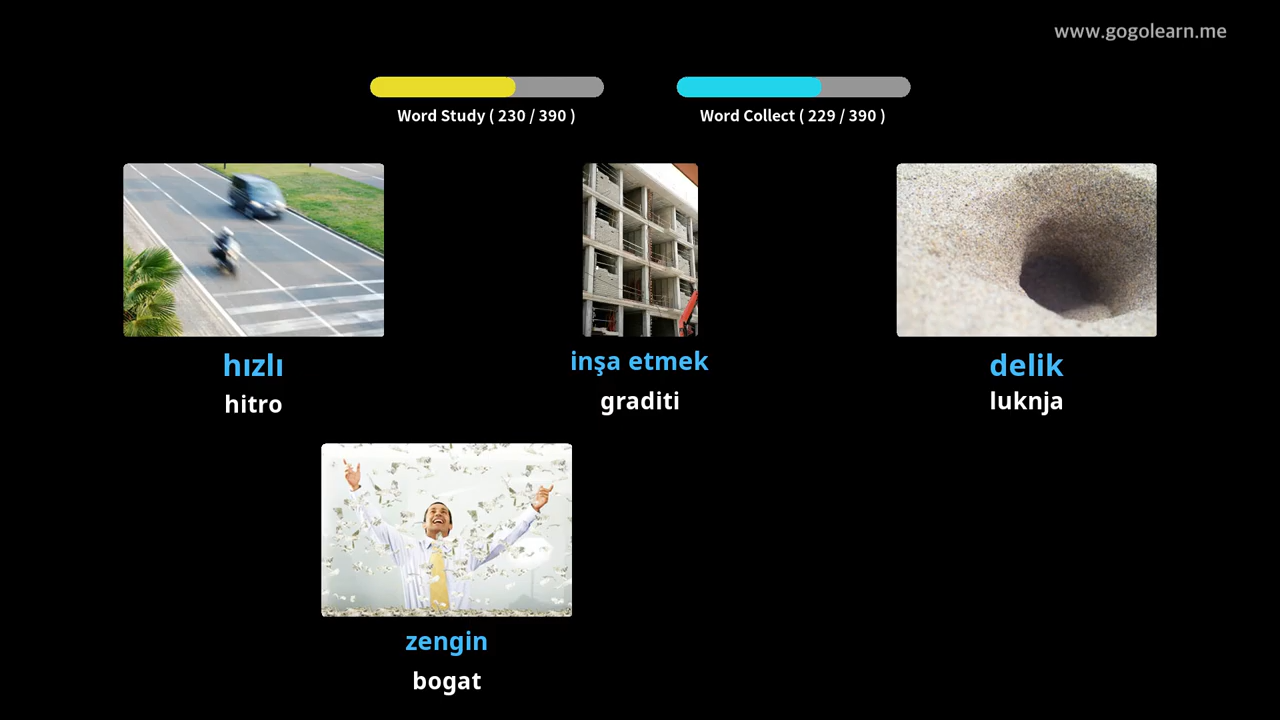 www.gogolearn.me
Word Study ( 230 / 390 )
Word Collect ( 229 / 390 )
hızlı
hitro
inşa etmek
graditi
delik
luknja
zengin
bogat